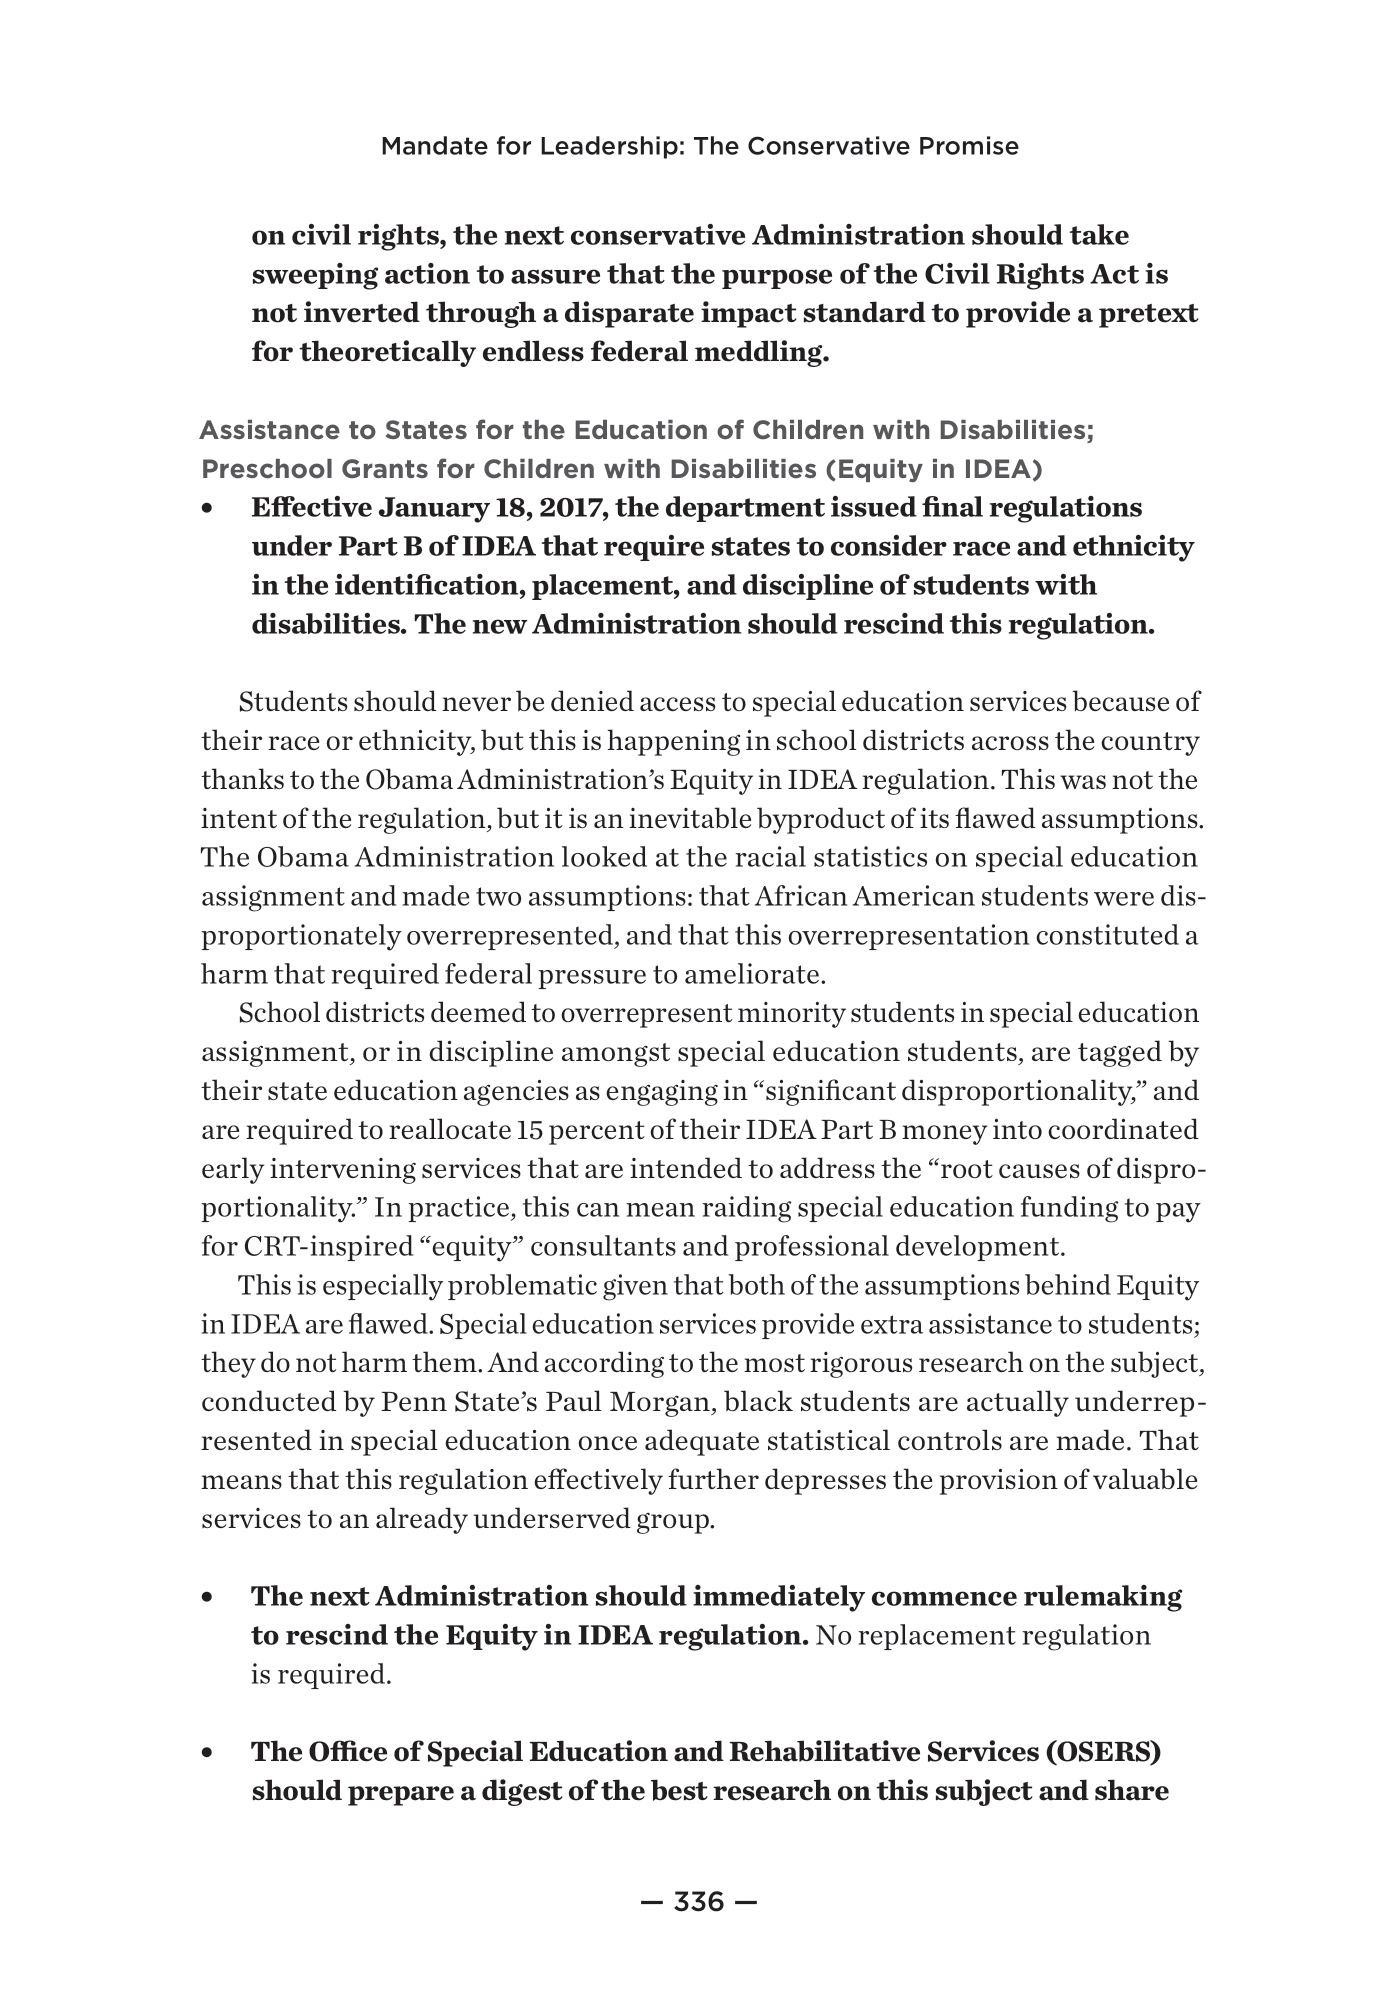 Mandate for Leadership: The Conservative Promise
on civil rights, the next conservative Administration should take
sweeping action to assure that the purpose of the Civil Rights Act is
not inverted through a disparate impact standard to provide a pretext
for theoretically endless federal meddling.
Assistance to States for the Education of Children with Disabilities;
Preschool Grants for Children with Disabilities (Equity in IDEA)
• Effective January 18, 2017, the department issued final regulations
under Part B of IDEA that require states to consider race and ethnicity
in the identification, placement, and discipline of students with
disabilities. The new Administration should rescind this regulation.
Students should never be denied access to special education services because of
their race or ethnicity, but this is happening in school districts across the country
thanks to the Obama Administration’s Equity in IDEA regulation. This was not the
intent of the regulation, but it is an inevitable byproduct of its flawed assumptions.
The Obama Administration looked at the racial statistics on special education
assignment and made two assumptions: that African American students were dis-
proportionately overrepresented, and that this overrepresentation constituted a
harm that required federal pressure to ameliorate.
School districts deemed to overrepresent minority students in special education
assignment, or in discipline amongst special education students, are tagged by
their state education agencies as engaging in “significant disproportionality,” and
are required to reallocate 15 percent of their IDEA Part B money into coordinated
early intervening services that are intended to address the “root causes of dispro-
portionality.” In practice, this can mean raiding special education funding to pay
for CRT-inspired “equity” consultants and professional development.
This is especially problematic given that both of the assumptions behind Equity
in IDEA are flawed. Special education services provide extra assistance to students;
they do not harm them. And according to the most rigorous research on the subject,
conducted by Penn State’s Paul Morgan, black students are actually underrep-
resented in special education once adequate statistical controls are made. That
means that this regulation effectively further depresses the provision of valuable
services to an already underserved group.
• The next Administration should immediately commence rulemaking
to rescind the Equity in IDEA regulation. No replacement regulation
is required.
• The Office of Special Education and Rehabilitative Services (OSERS)
should prepare a digest of the best research on this subject and share
— 336 —